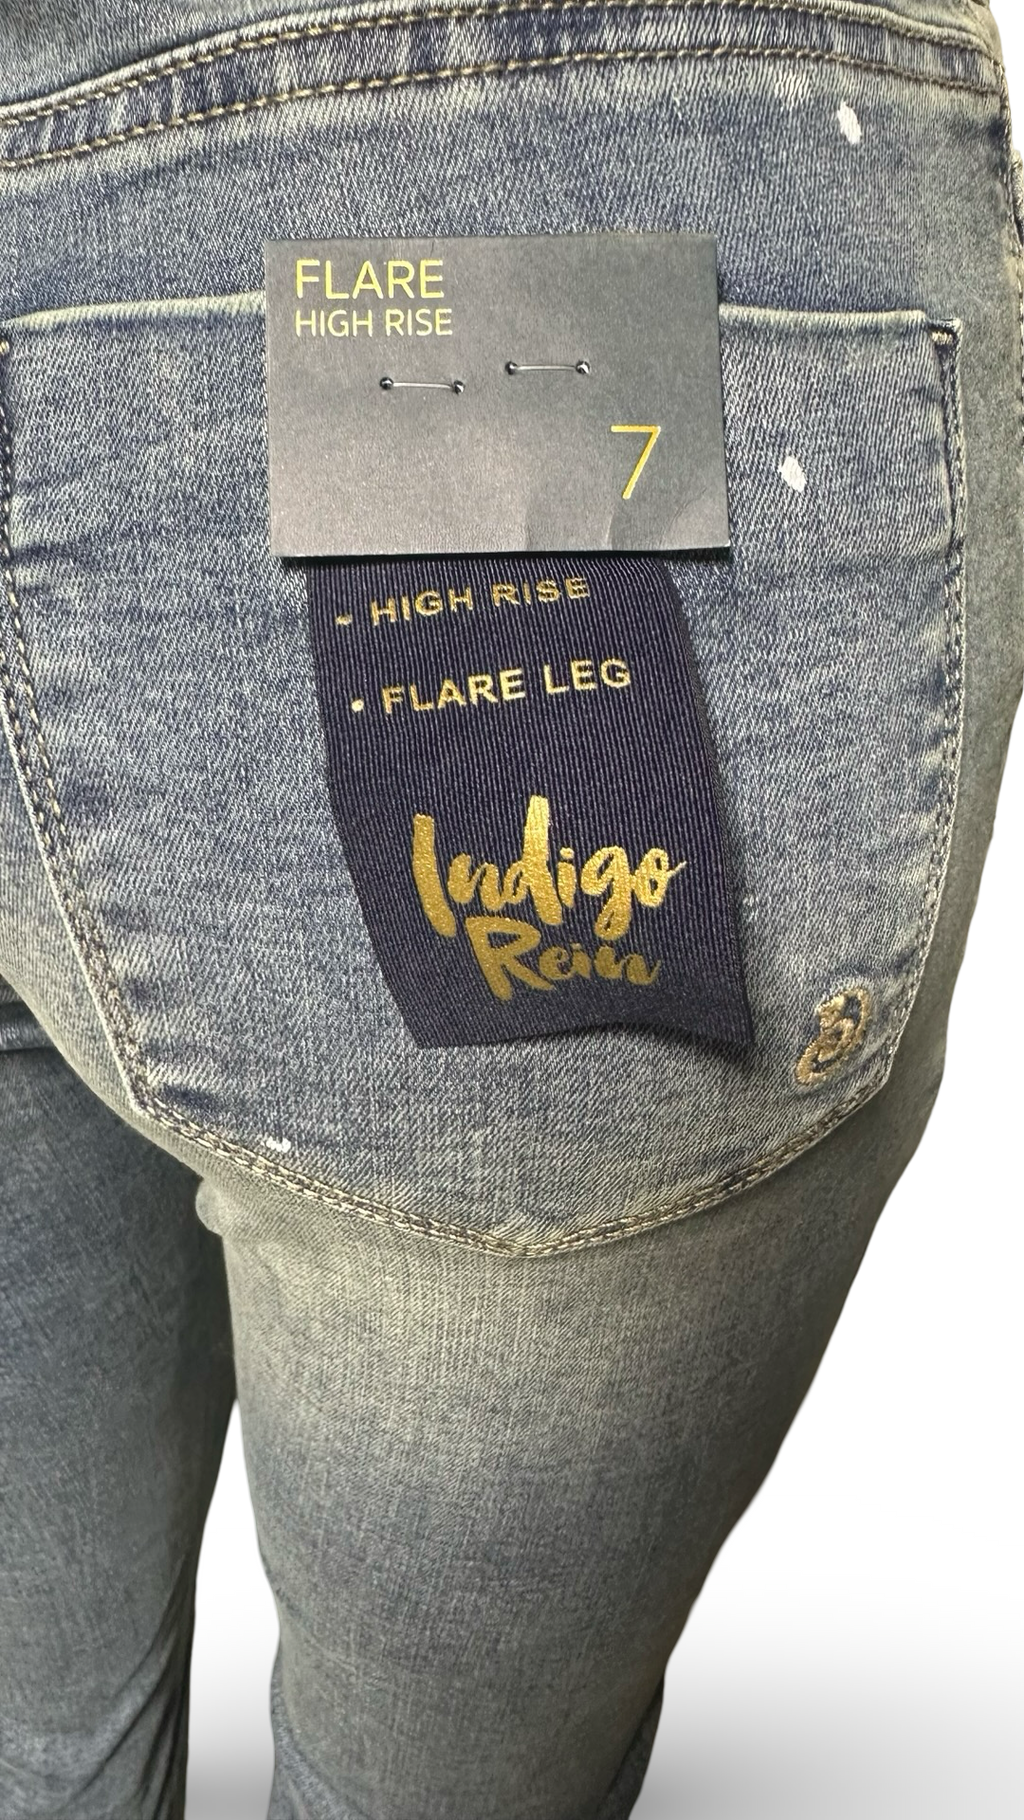 FLARE
HIGH RISE
7
- HIGH RISE
• FLARE LEG
Indigo
Rein